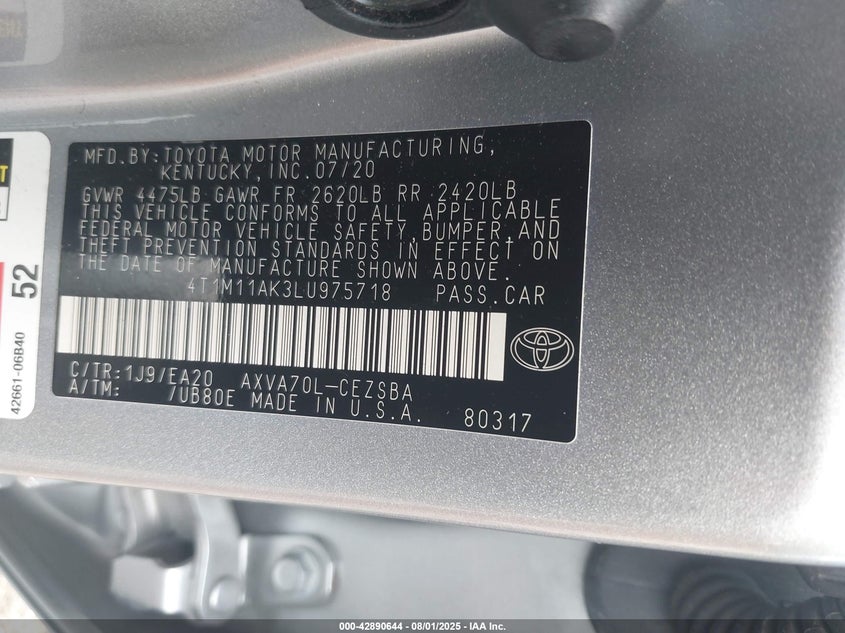 MFD.BY:TOYOTA MOTOR MANUFACTURING,
KENTUCKY,INC.07/20
GVWR 4475LB GAWR FR 2620LB RR 2420LB
THIS VEHICLE CONFORMS TO ALL APPLICABLE
FEDERAL MOTOR VEHICLE SAFETY,BUMPER,AND
THEFT PREVENTION STANDARDS IN EFFECT ON
THE DATE OF MANUFACTURE SHOWN ABOVE.
4T1M11AK3LU975718 PASS.CAR
C/TR:1J9/EA20 AXVA70L-CEZSBA
A/TM: /UB80E MADE IN U.S.A. 80317
52
42661-06B40
000-42890644 - 08/01/2025 - IAA Inc.